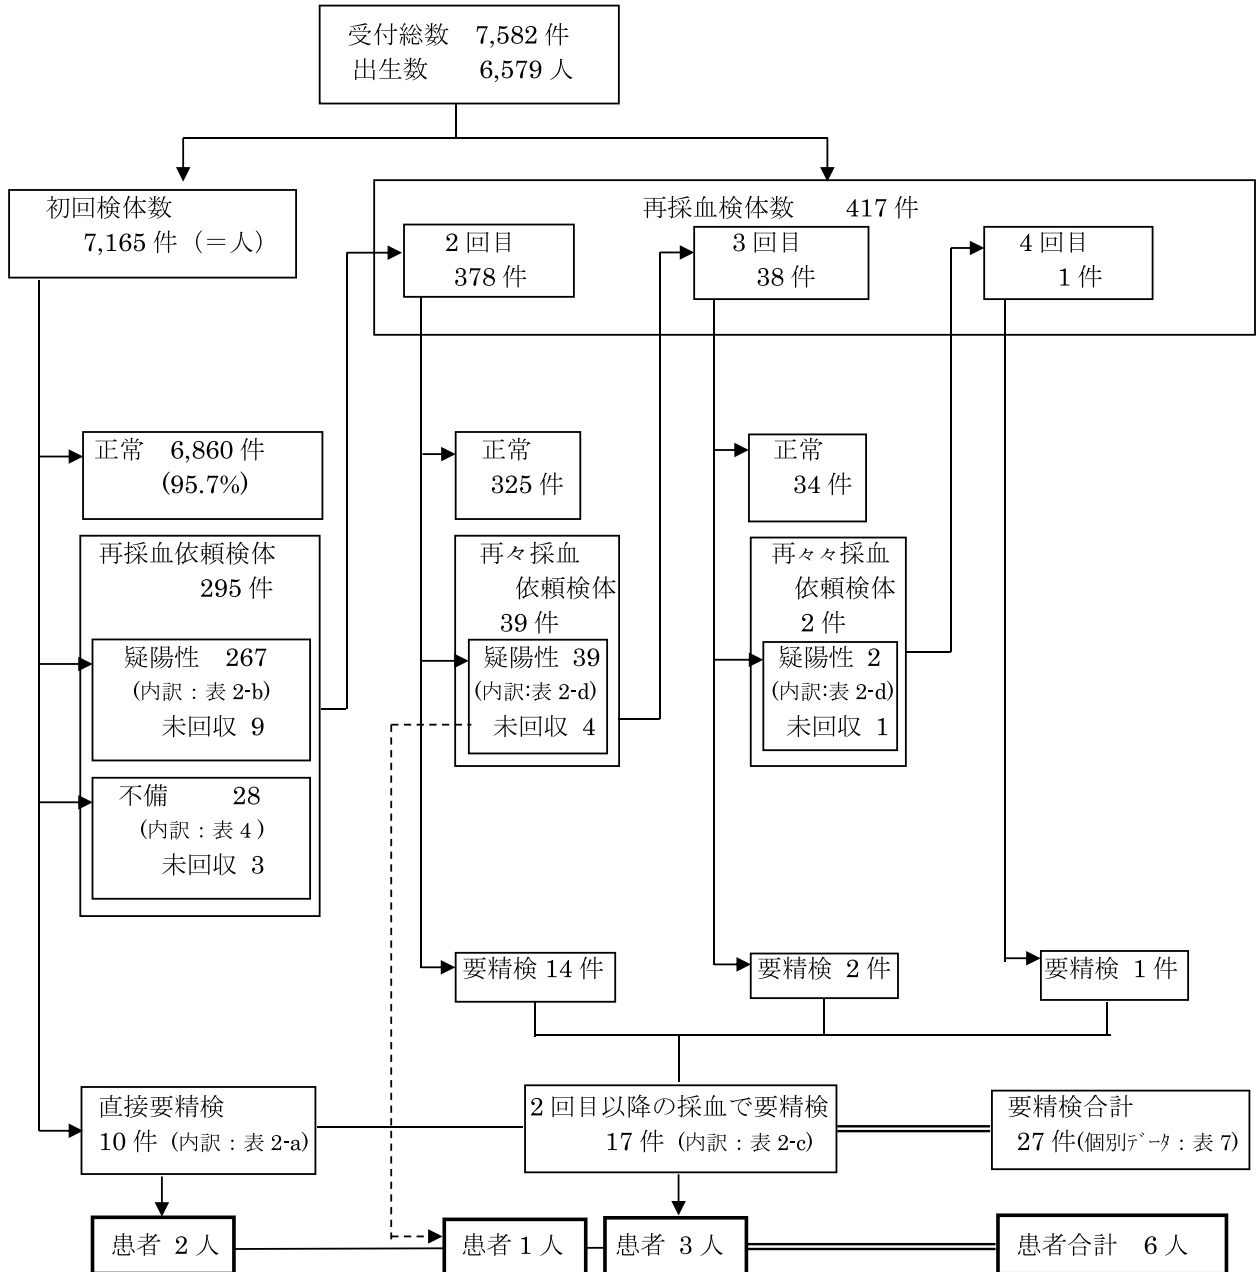 受付総数 7,582 件
出生数 6,579 人
初回検体数
7,165 件（＝人）
再採血検体数 417 件
2 回目
378 件
3 回目
38 件
4 回目
1 件
正常 6,860 件
(95.7%)
正常
325 件
正常
34 件
再採血依頼検体
295 件
疑陽性 267
(内訳：表 2-b)
未回収 9
不備 28
(内訳：表 4 )
未回収 3
再々採血
依頼検体
39 件
疑陽性 39
(内訳:表 2-d)
未回収 4
再々々採血
依頼検体
2 件
疑陽性 2
(内訳:表 2-d)
未回収 1
要精検 14 件
要精検 2 件
要精検 1 件
直接要精検
10 件 (内訳：表 2-a)
2 回目以降の採血で要精検
17 件 (内訳：表 2-c)
要精検合計
27 件(個別ﾃﾞｰﾀ：表 7)
患者 2 人
患者 1 人
患者 3 人
患者合計 6 人